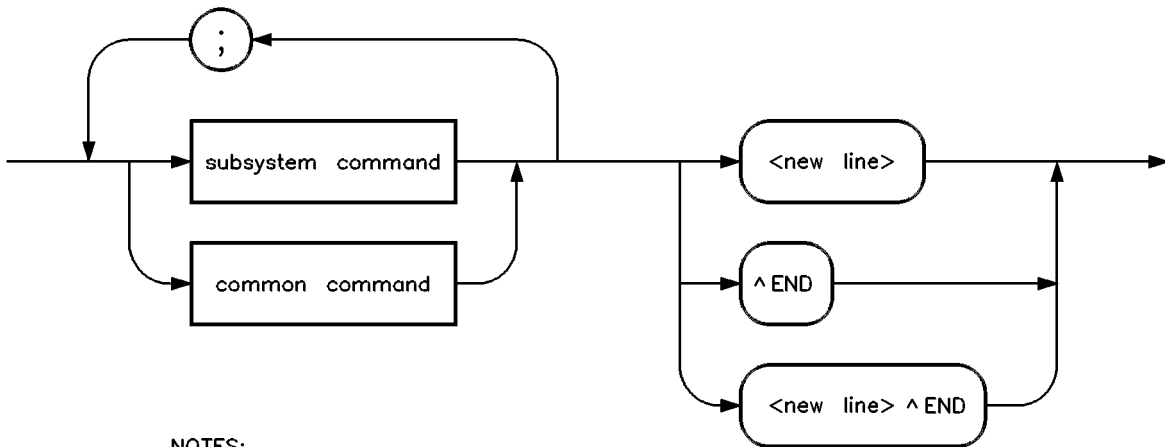 ;
subsystem command
<new line>
common command
^END
<new line> ^END
NOTES: